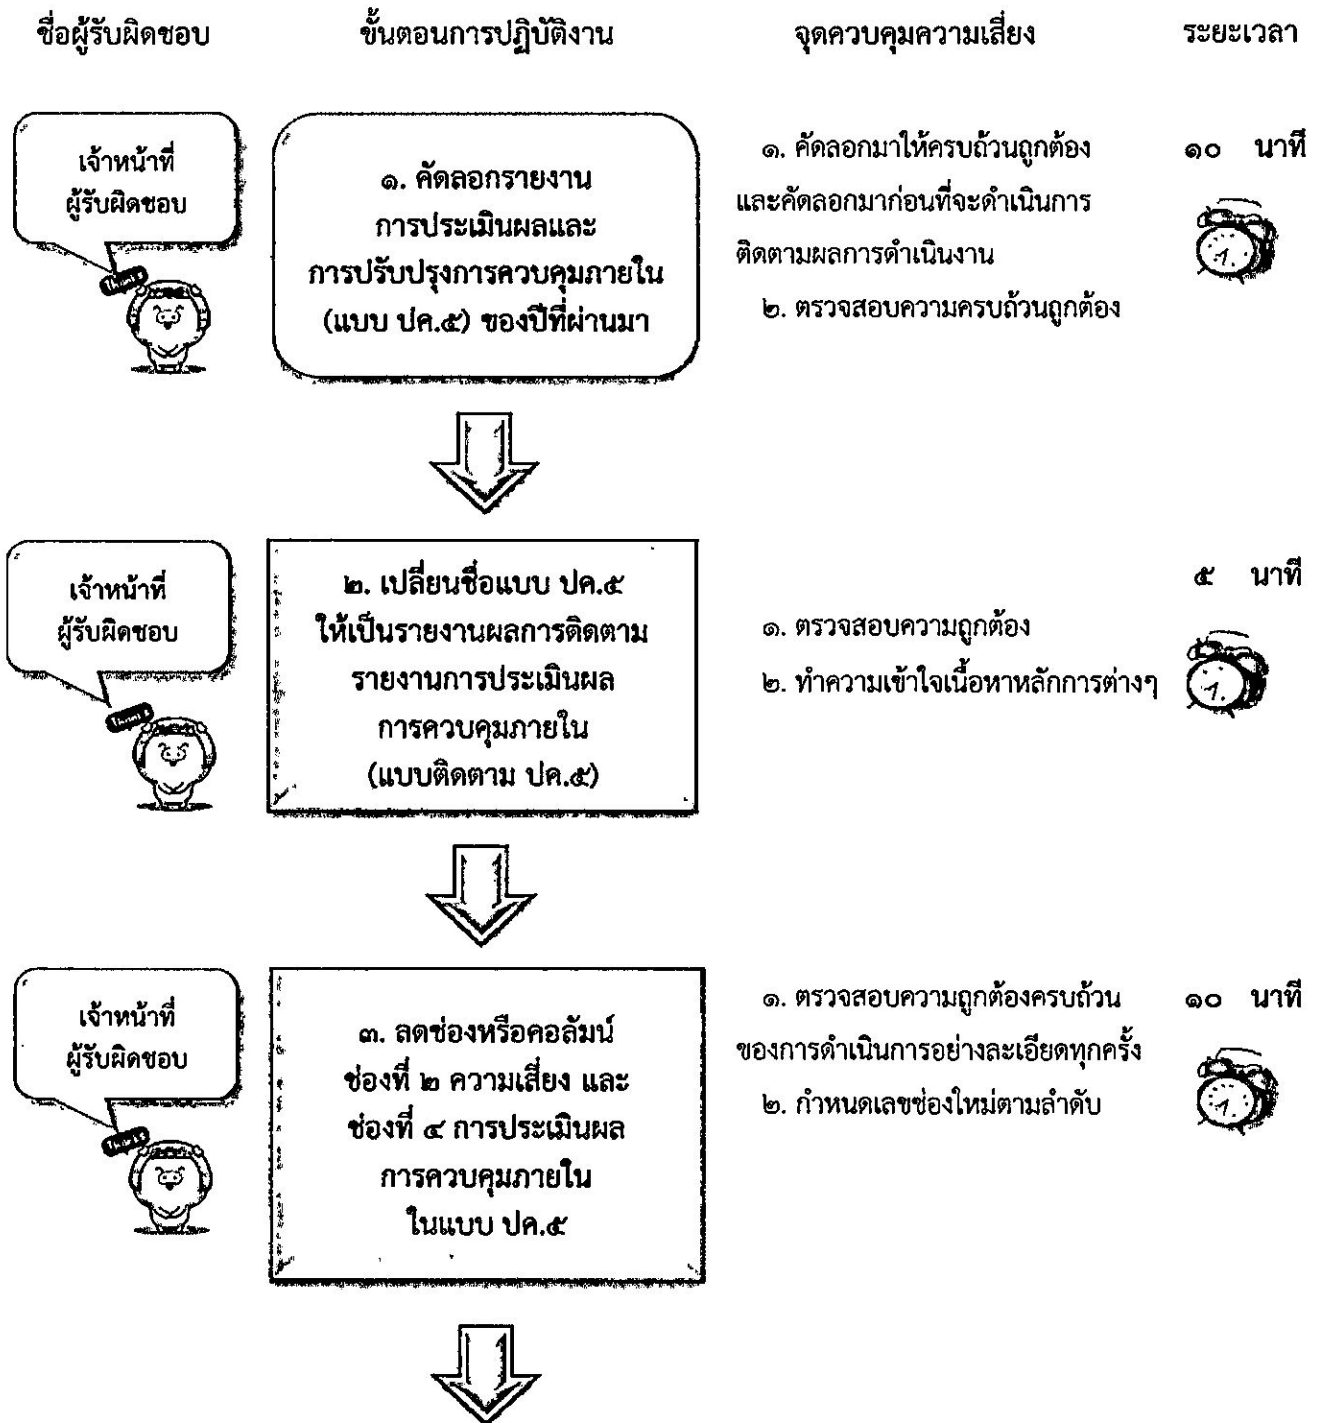 ชื่อผู้รับผิดชอบ ขั้นตอนการปฏิบัติงาน จุดควบคุมความเสี่ยง ระยะเวลา
เจ้าหน้าที่
ผู้รับผิดชอบ
๑. คัดลอกรายงาน
การประเมินผลและ
การปรับปรุงการควบคุมภายใน
(แบบ ปค.๕) ของปีที่ผ่านมา
๑. คัดลอกมาให้ครบถ้วนถูกต้อง
และคัดลอกมาก่อนที่จะดำเนินการ
ติดตามผลการดำเนินงาน
๒. ตรวจสอบความครบถ้วนถูกต้อง
๑๐ นาที
เจ้าหน้าที่
ผู้รับผิดชอบ
๒. เปลี่ยนชื่อแบบ ปค.๕
ให้เป็นรายงานผลการติดตาม
รายงานการประเมินผล
การควบคุมภายใน
(แบบติดตาม ปค.๕)
๑. ตรวจสอบความถูกต้อง
๒. ทำความเข้าใจเนื้อหาหลักการต่างๆ
๕ นาที
เจ้าหน้าที่
ผู้รับผิดชอบ
๓. ลดช่องหรือคอลัมน์
ช่องที่ ๒ ความเสี่ยง และ
ช่องที่ ๔ การประเมินผล
การควบคุมภายใน
ในแบบ ปค.๕
๑. ตรวจสอบความถูกต้องครบถ้วน
ของการดำเนินการอย่างละเอียดทุกครั้ง
๒. กำหนดเลขช่องใหม่ตามลำดับ
๑๐ นาที